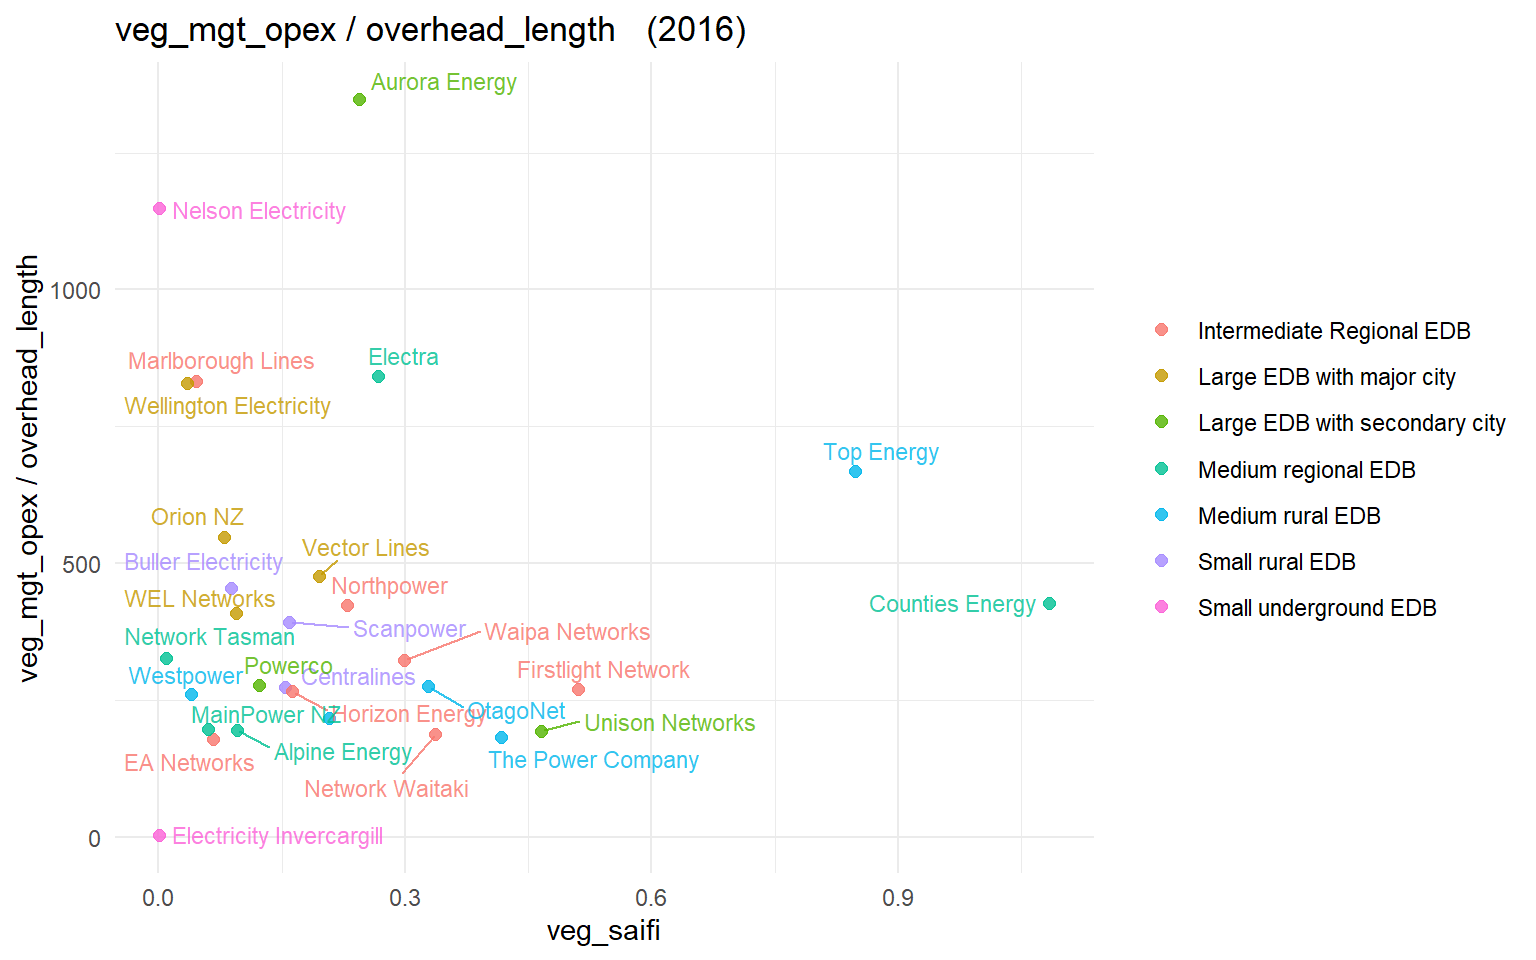 veg_mgt_opex / overhead_length (2016)
Aurora Energy
Nelson Electricity
1000
Marlborough Lines
Electra
Wellington Electricity
Top Energy
Orion NZ
Vector Lines
Buller Electricity
500
Northpower
WEL Networks
Counties Energy
Scanpower
Waipa Networks
Network Tasman
Powerco
Firstlight Network
Westpower
Centralines
MainPower NZ
Horizon Energy
OtagoNet
Unison Networks
Alpine Energy
EA Networks
The Power Company
Network Waitaki
0
Electricity Invercargill
0.0
0.3
0.6
0.9
veg_saifi
veg_mgt_opex / overhead_length
Intermediate Regional EDB
Large EDB with major city
Large EDB with secondary city
Medium regional EDB
Medium rural EDB
Small rural EDB
Small underground EDB